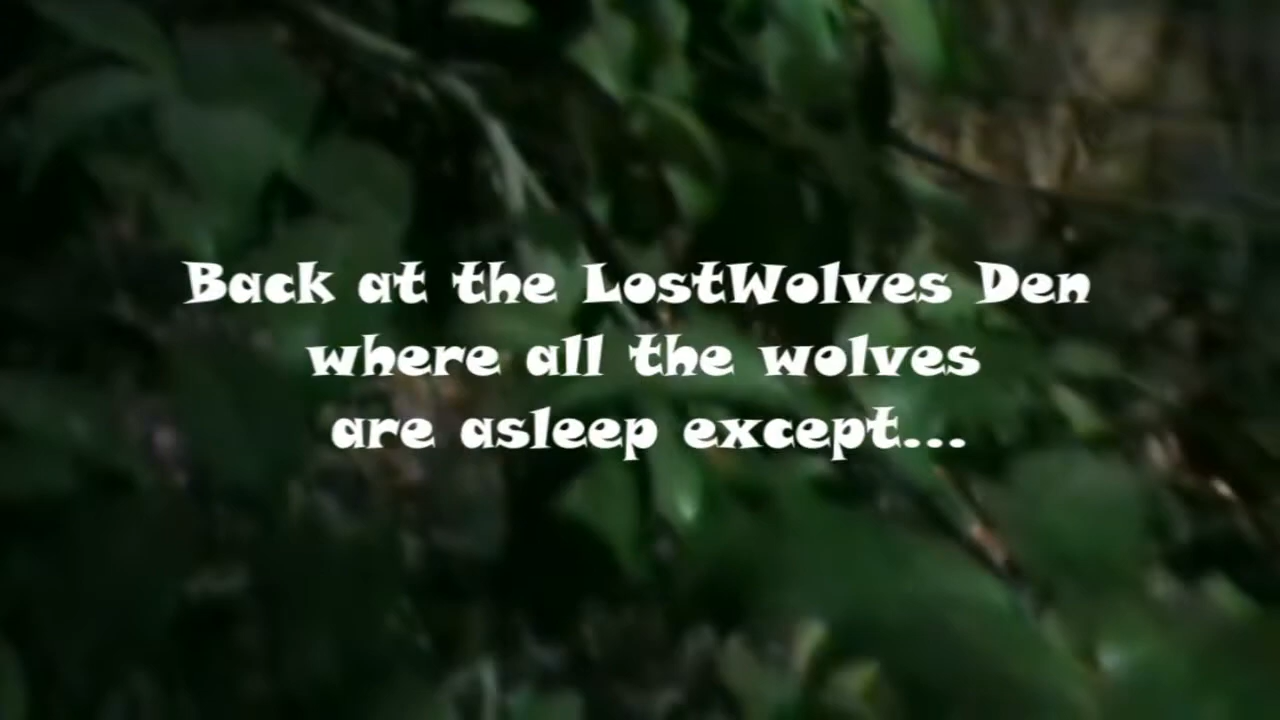 Back at the LostWolves Den
where all the wolves
are asleep except...